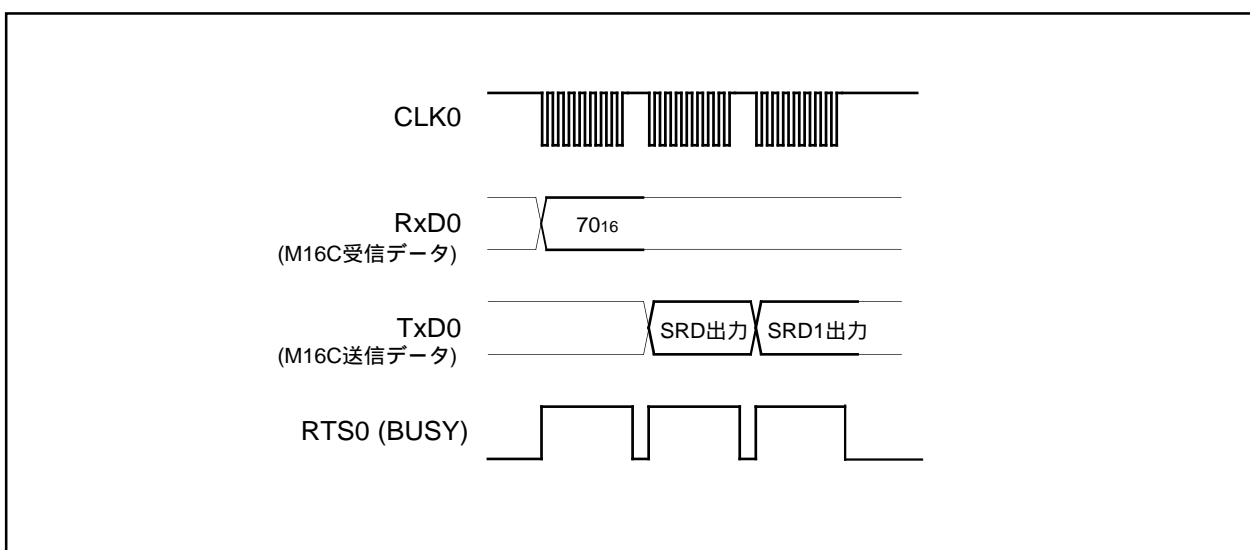 CLK0
RxD0
(M16C受信データ)
7016
TxD0
(M16C送信データ)
SRD出力
SRD1出力
RTS0 (BUSY)